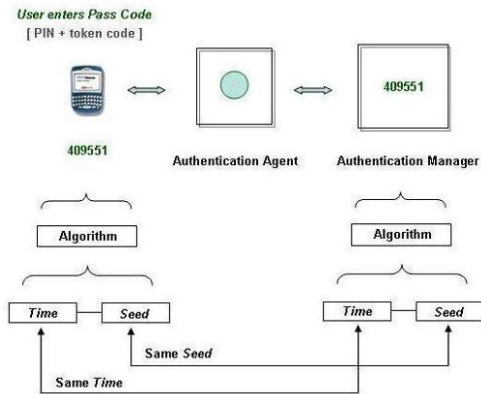 User enters Pass Code
[ PIN + token code ]
409551
409551
Authentication Agent
Authentication Manager
Algorithm
Algorithm
Time
Seed
Time
Seed
Same Seed
Same Time